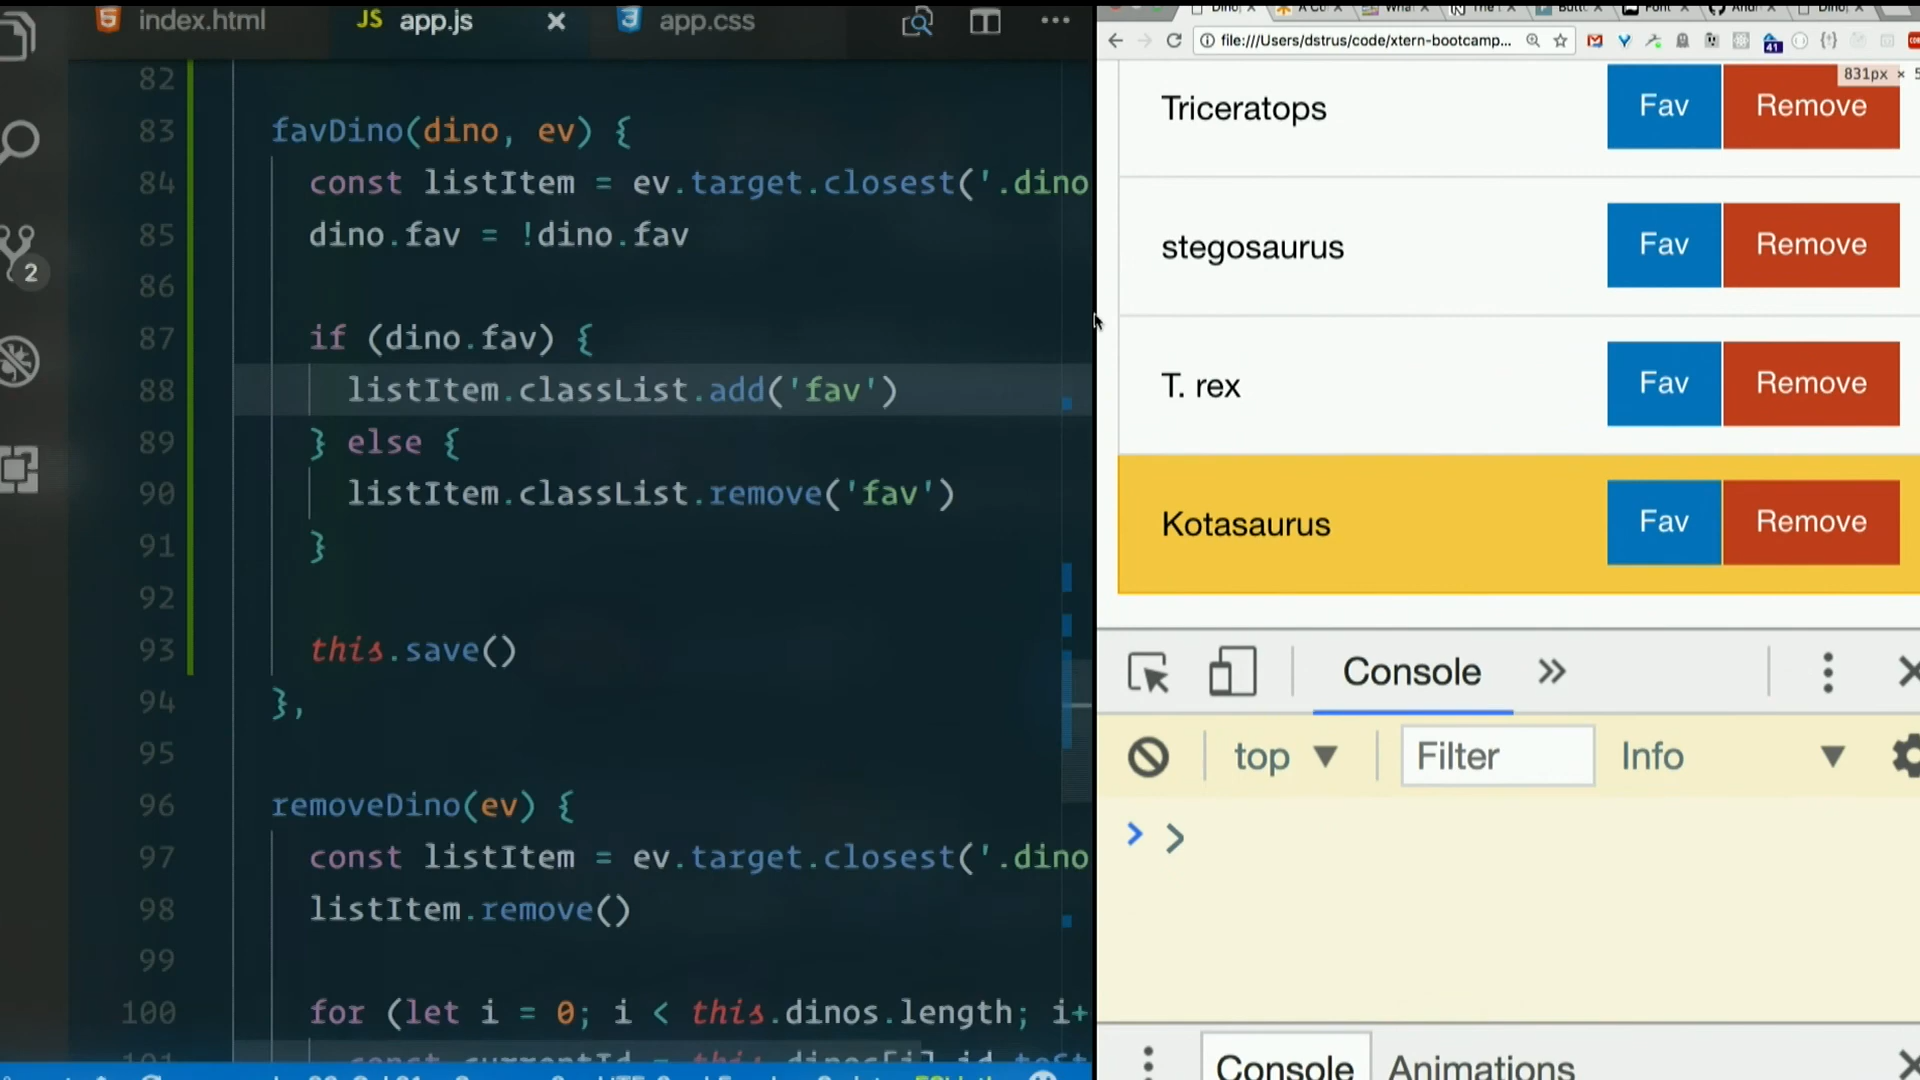 index.html
JS app.js
app.css
82
83 favDino(dino, ev) {
84 const listItem = ev.target.closest('.dino
85 dino.fav = !dino.fav
86
87 if (dino.fav) {
88 listItem.classList.add('fav')
89 } else {
90 listItem.classList.remove('fav')
91 }
92
93 this.save()
94 },
95
96 removeDino(ev) {
97 const listItem = ev.target.closest('.dino
98 listItem.remove()
99
100 for (let i = 0; i < this.dinos.length; i+
2
file:///Users/dstrus/code/xtern-bootcamp...
41
831px ×
Triceratops Fav Remove
stegosaurus Fav Remove
T. rex Fav Remove
Kotasaurus Fav Remove
Console
top Filter Info
> >
Console Animations